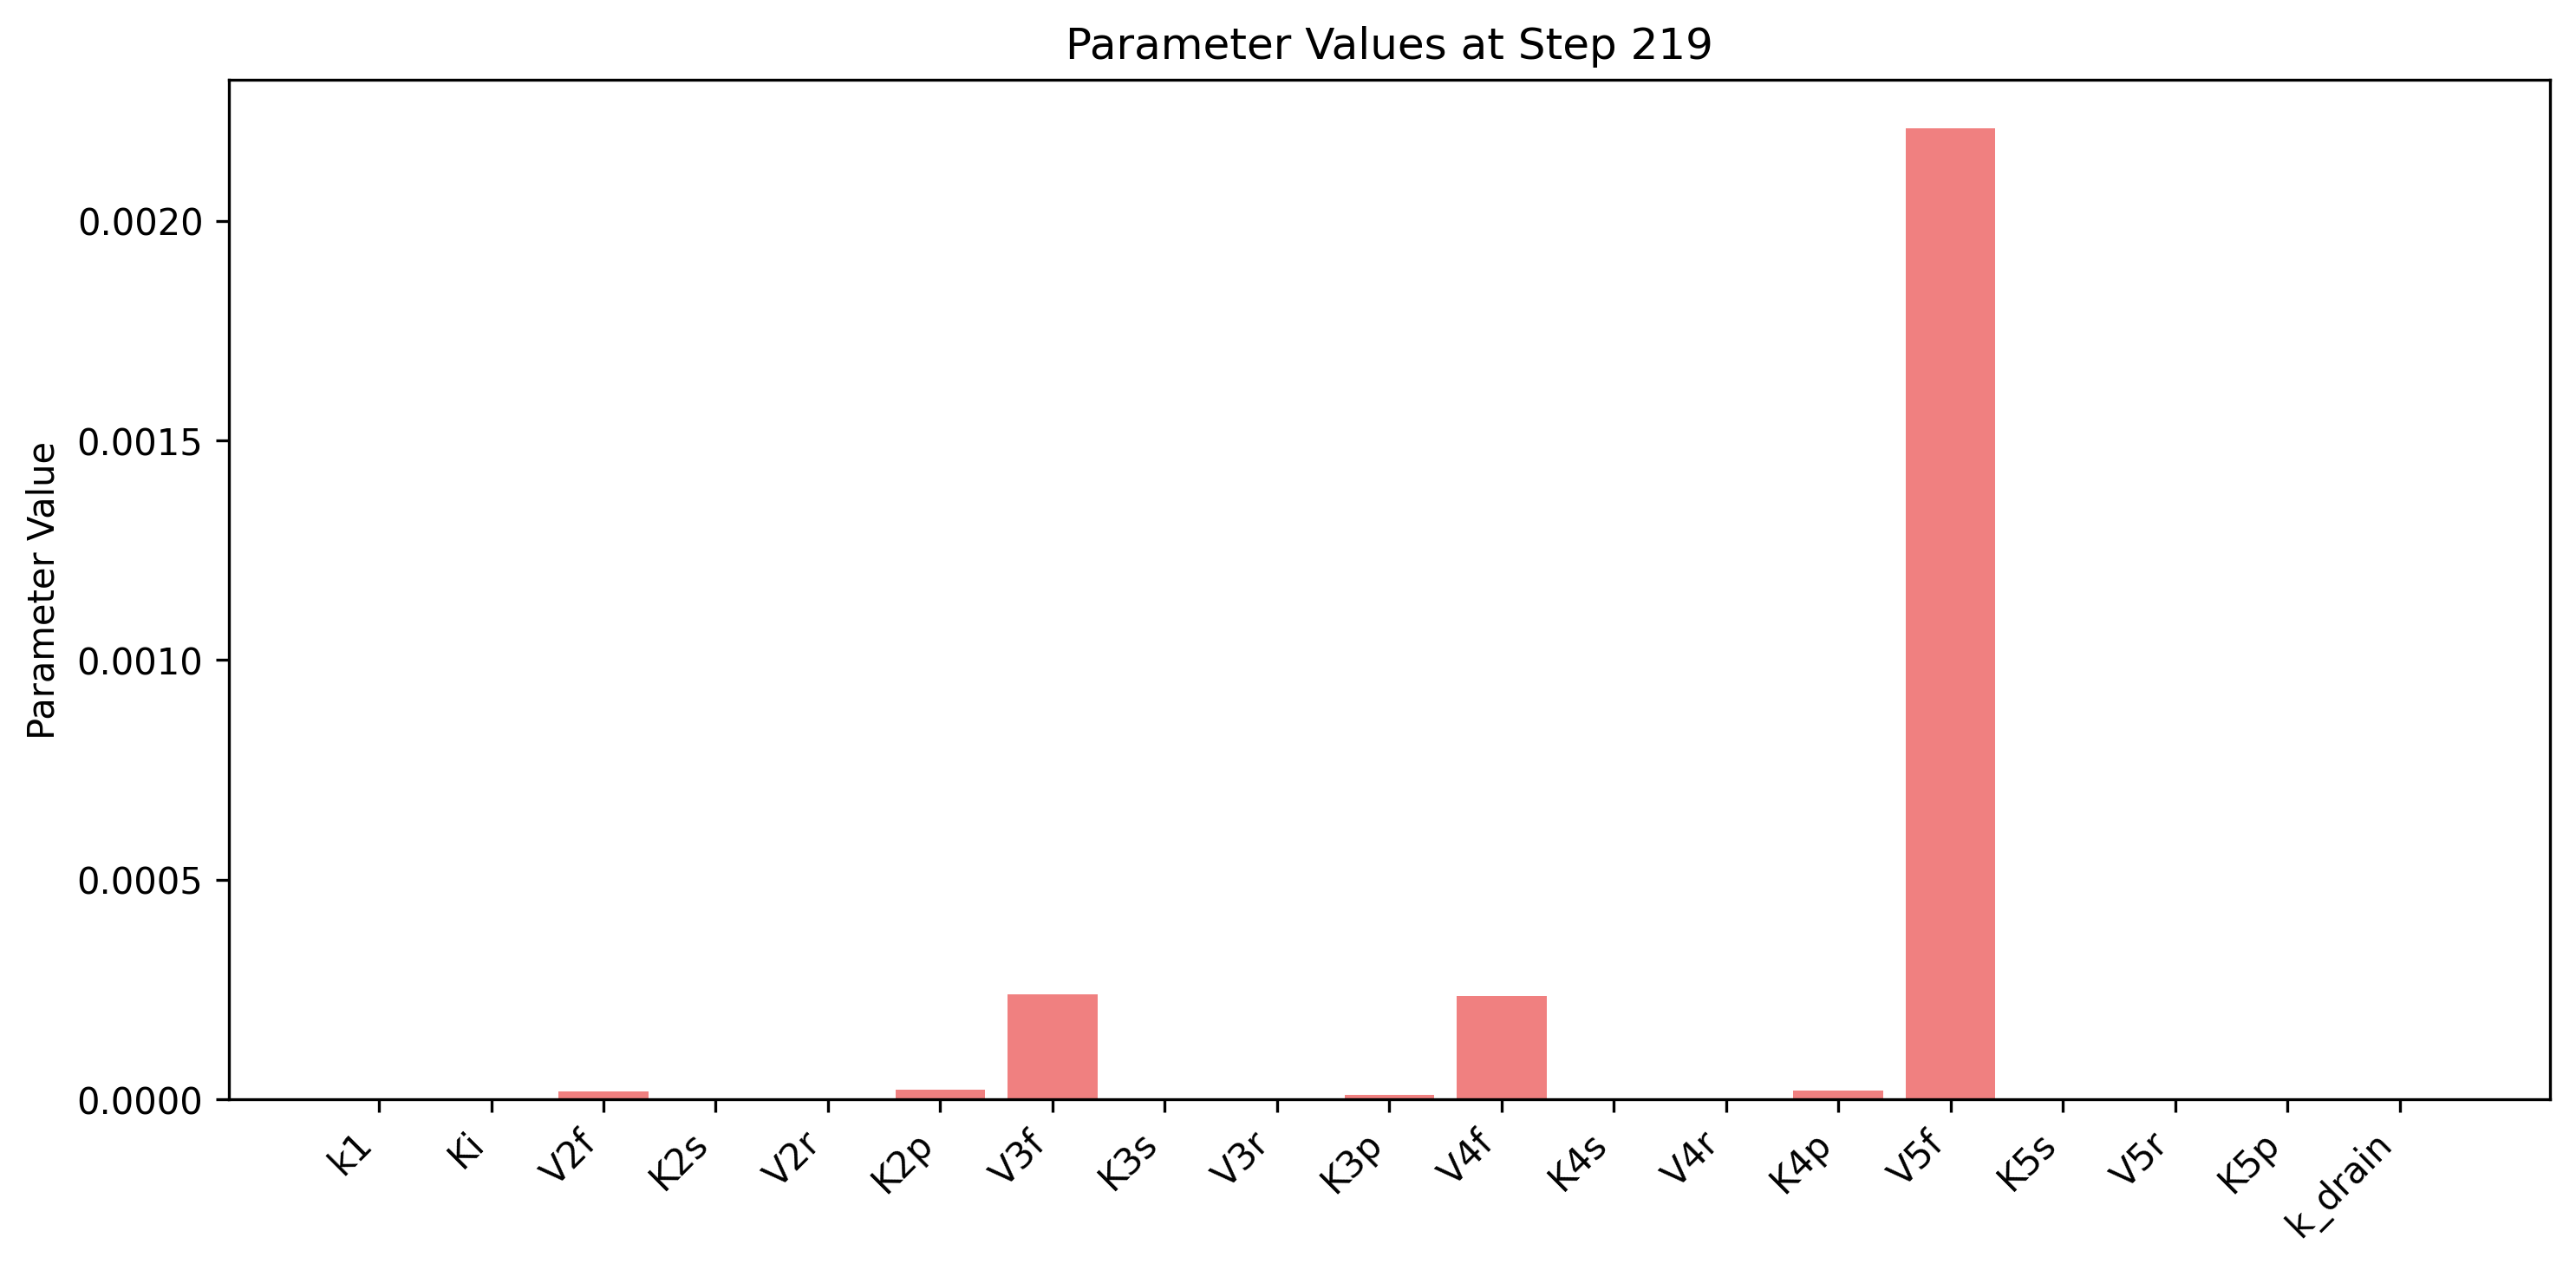 Parameter Values at Step 219
Parameter Value
0.0020
0.0015
0.0010
0.0005
0.0000
k1
Ki
V2f
K2s
V2r
K2p
V3f
K3s
V3r
K3p
V4f
K4s
V4r
K4p
V5f
K5s
V5r
K5p
k_drain